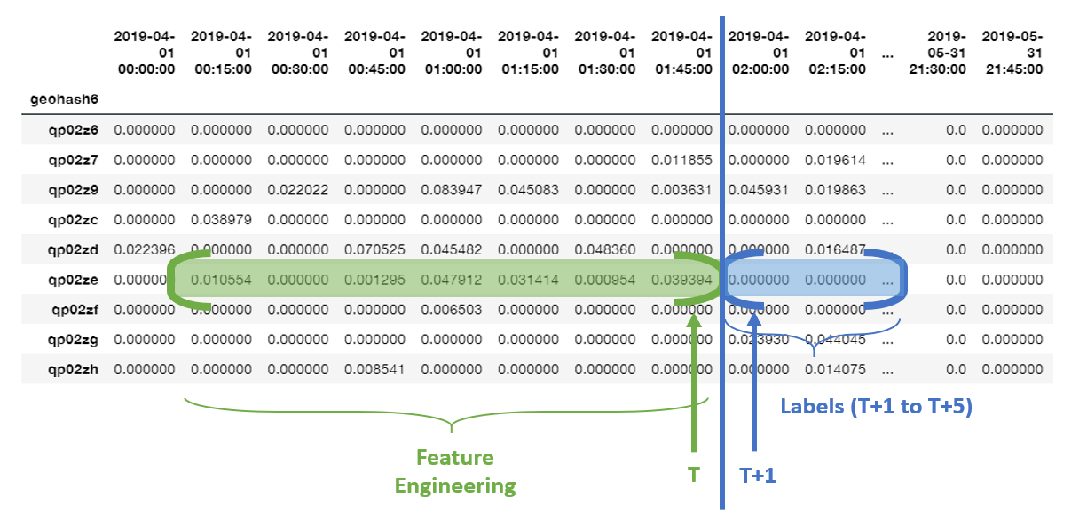 2019-04- 2019-04- 2019-04- 2019-04- 2019-04- 2019-04- 2019-04- 2019-04- 2019-04- 2019-04- 2019- 2019-05-
01 01 01 01 01 01 01 01 01 01 ... 05-31 31
00:00:00 00:15:00 00:30:00 00:45:00 01:00:00 01:15:00 01:30:00 01:45:00 02:00:00 02:15:00 21:30:00 21:45:00
geohash6
qp02z6 0.000000 0.000000 0.000000 0.000000 0.000000 0.000000 0.000000 0.000000 0.000000 0.000000 ... 0.0 0.000000
qp02z7 0.000000 0.000000 0.000000 0.000000 0.000000 0.000000 0.000000 0.011855 0.000000 0.019614 ... 0.0 0.000000
qp02z9 0.000000 0.000000 0.022022 0.000000 0.083947 0.045083 0.000000 0.003631 0.045931 0.019863 ... 0.0 0.000000
qp02zc 0.000000 0.038979 0.000000 0.000000 0.000000 0.000000 0.000000 0.000000 0.000000 0.000000 ... 0.0 0.000000
qp02zd 0.022396 0.000000 0.000000 0.070525 0.045482 0.000000 0.048360 0.000000 0.000000 0.016487 ... 0.0 0.000000
qp02ze 0.000000 0.010554 0.000000 0.001295 0.047912 0.031414 0.000954 0.039394 0.000000 0.000000 ... 0.0 0.000000
qp02zf 0.000000 0.000000 0.000000 0.000000 0.006503 0.000000 0.000000 0.000000 0.000000 0.000000 ... 0.0 0.000000
qp02zg 0.000000 0.000000 0.000000 0.000000 0.000000 0.000000 0.000000 0.000000 0.023930 0.044045 ... 0.0 0.000000
qp02zh 0.000000 0.000000 0.000000 0.008541 0.000000 0.000000 0.000000 0.000000 0.000000 0.014075 ... 0.0 0.000000
Labels (T+1 to T+5)
Feature
Engineering
T
T+1